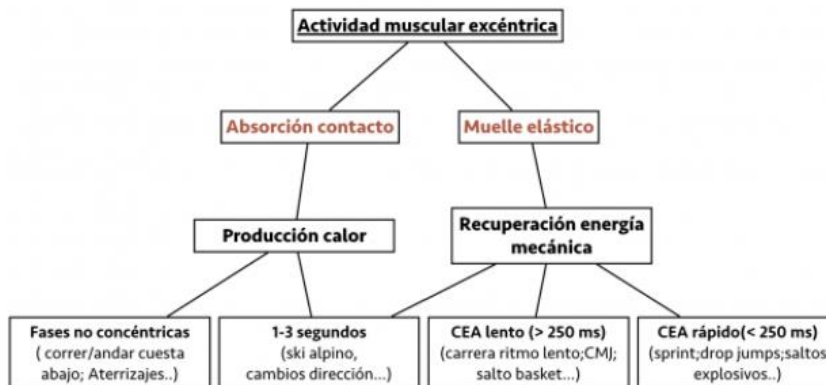 Actividad muscular excéntrica
Absorción contacto
Muelle elástico
Producción calor
Recuperación energía
mecánica
Fases no concéntricas
( correr/andar cuesta
abajo; Aterrizajes..)
1-3 segundos
(ski alpino,
cambios dirección...)
CEA lento (> 250 ms)
(carrera ritmo lento;CMJ;
salto basket...)
CEA rápido(< 250 ms)
(sprint;drop jumps;saltos
explosivos..)